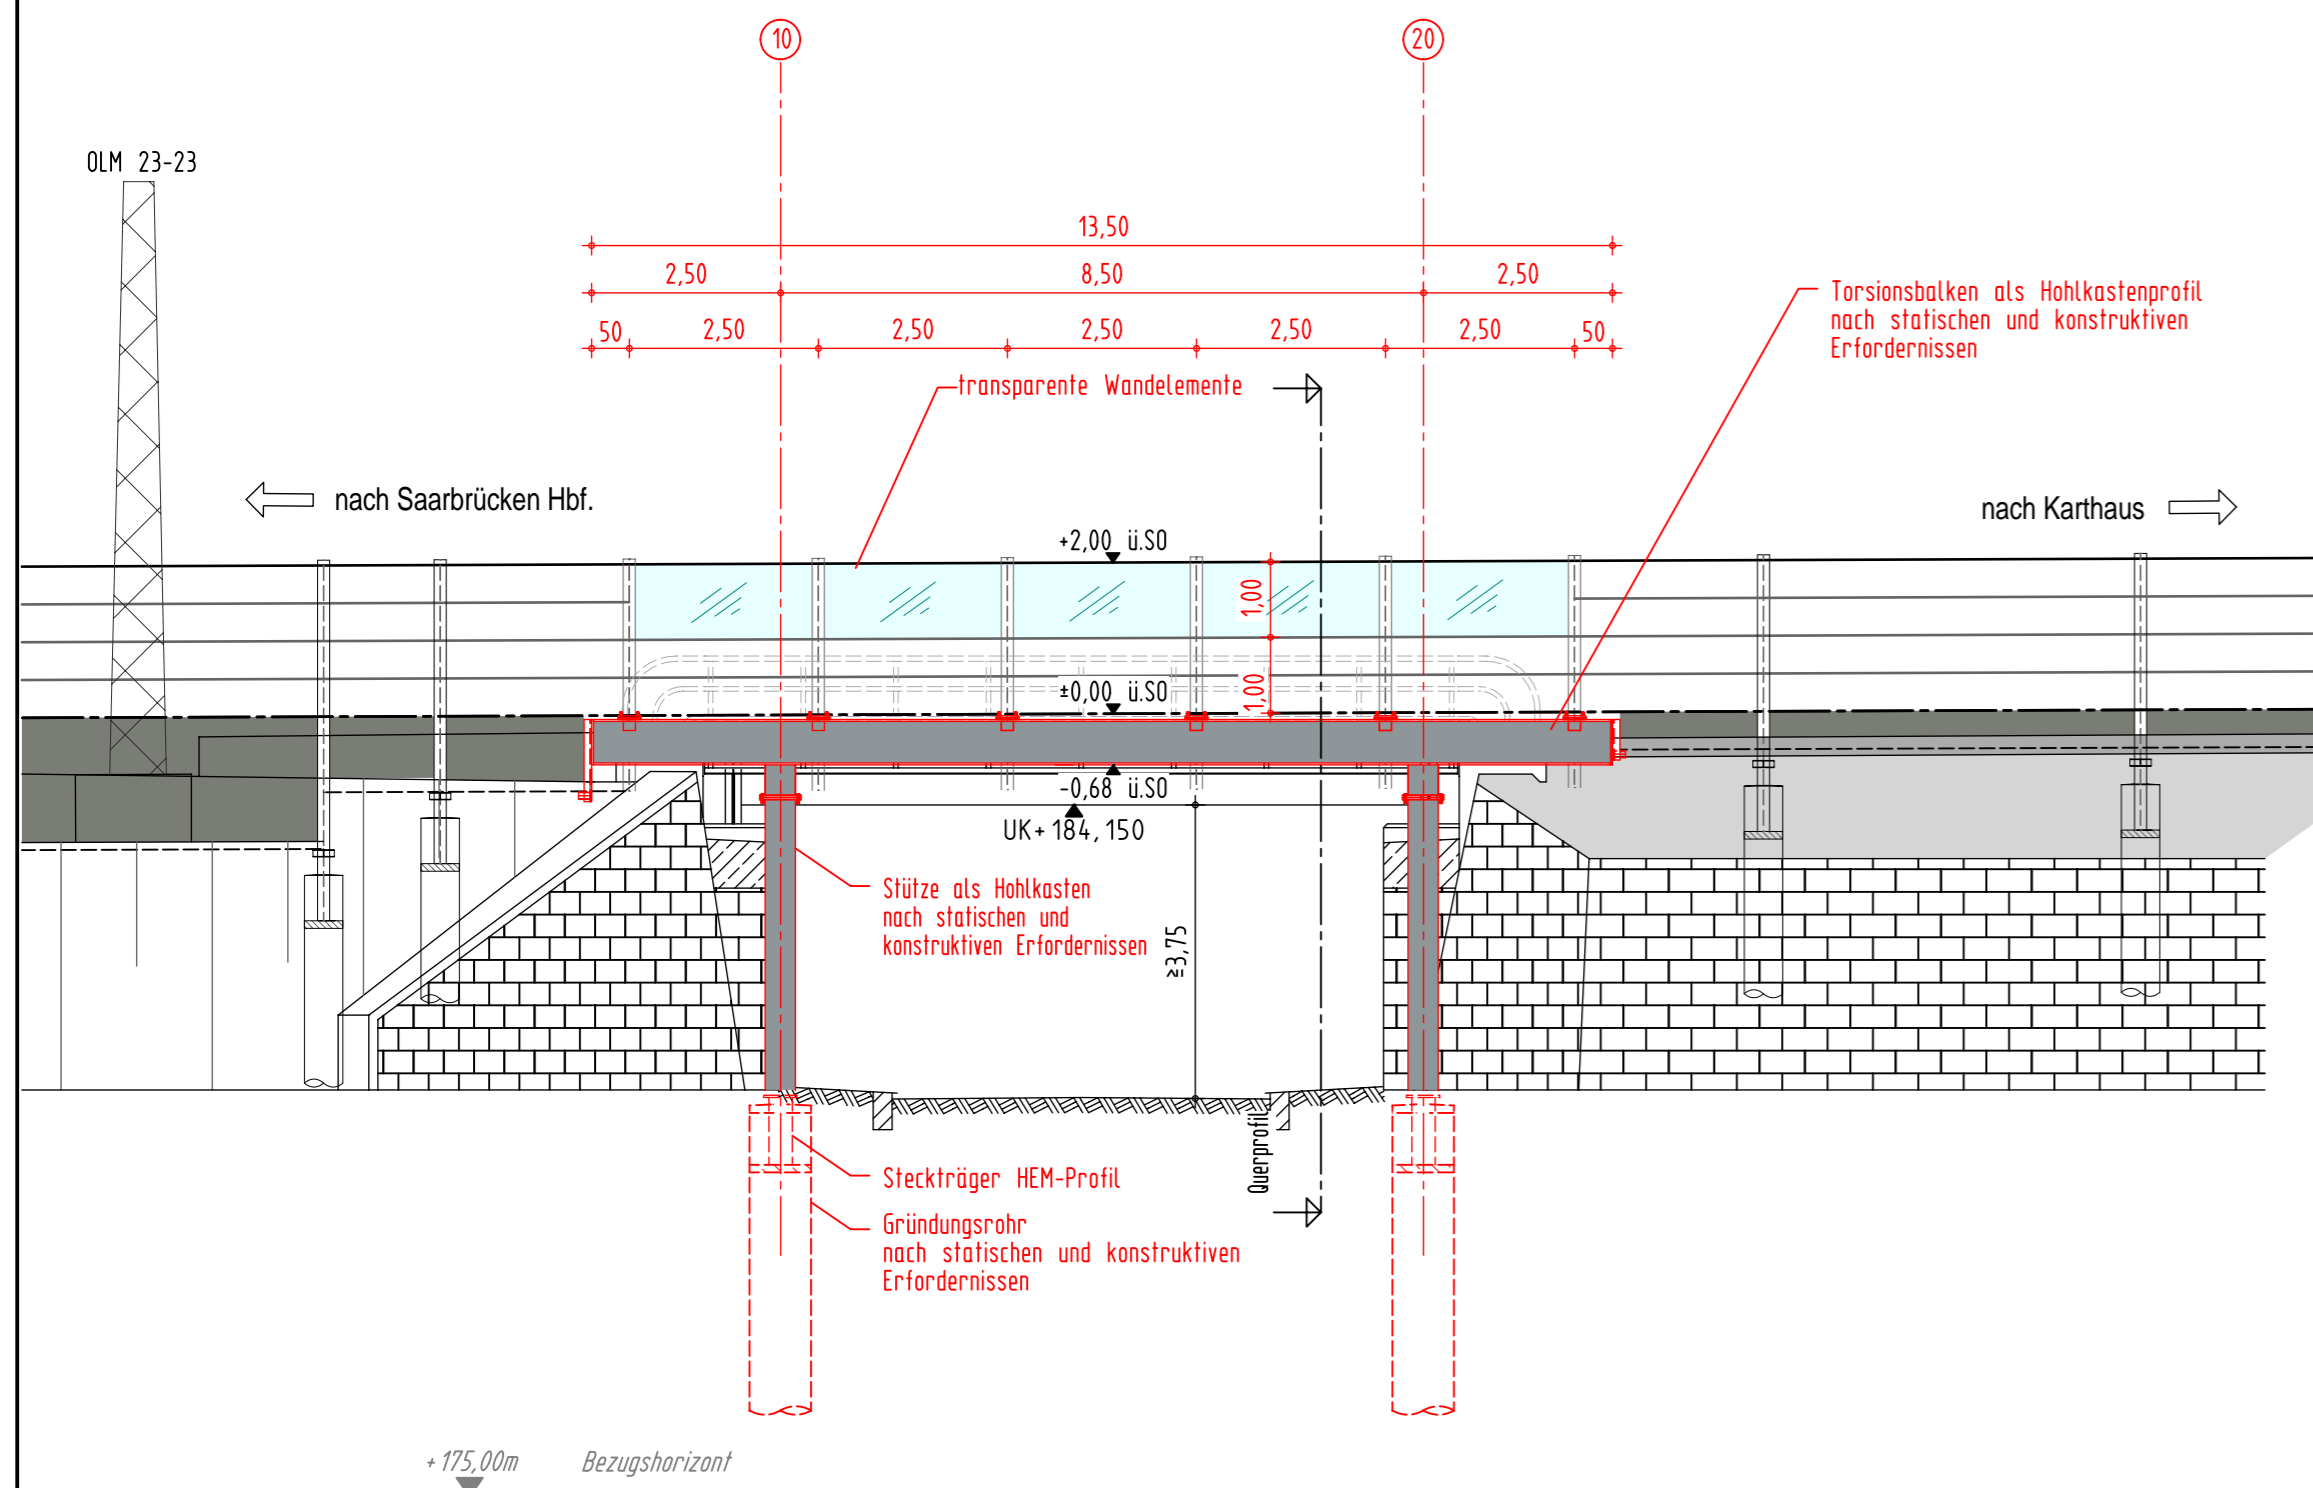 10
20
OLM 23-23
13,50
2,50
8,50
2,50
50
2,50
2,50
2,50
2,50
2,50
50
Torsionsbalken als Hohlkastenprofil
nach statischen und konstruktiven
Erfordernissen
transparente Wandelemente
nach Saarbrücken Hbf.
nach Karthaus
+2,00 ü.SO
1,00
±0,00 ü.SO
1,00
-0,68 ü.SO
UK+184,150
Stütze als Hohlkasten
nach statischen und
konstruktiven Erfordernissen
≥3,75
Querprofil
Steckträger HEM-Profil
Gründungsrohr
nach statischen und konstruktiven
Erfordernissen
+175,00m Bezugshorizont